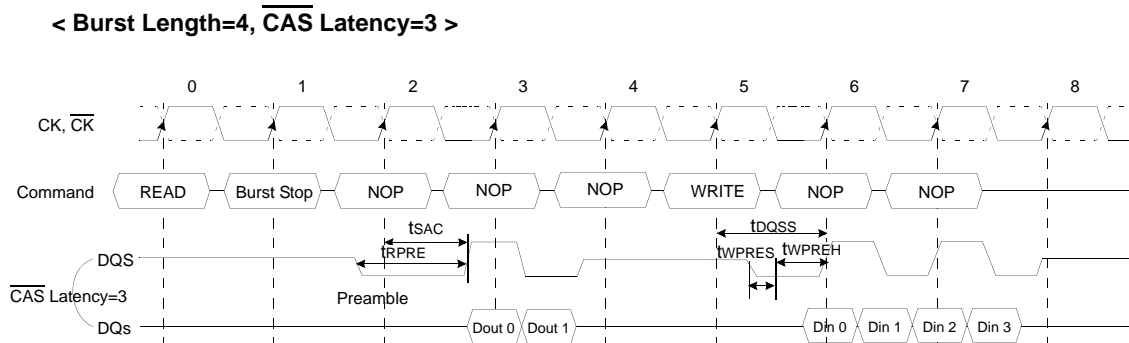 < Burst Length=4, CAS Latency=3 >
0 1 2 3 4 5 6 7 8
CK, CK
Command READ Burst Stop NOP NOP NOP WRITE NOP NOP
tSAC tDQSS
tRPRE tWPRES tWPREH
DQS
CAS Latency=3 Preamble
DQs Dout 0 Dout 1 Din 0 Din 1 Din 2 Din 3